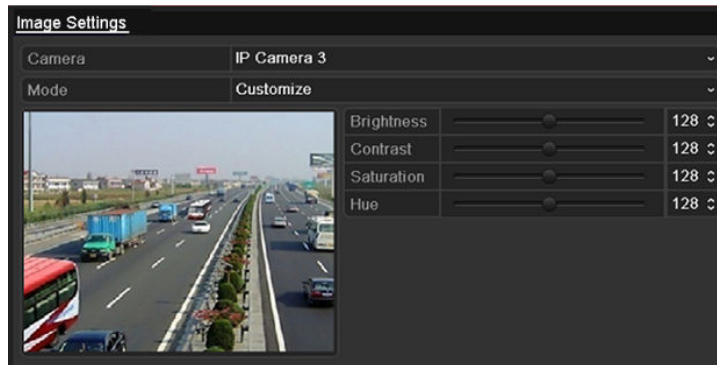 Image Settings
Camera IP Camera 3
Mode Customize
Brightness 128
Contrast 128
Saturation 128
Hue 128